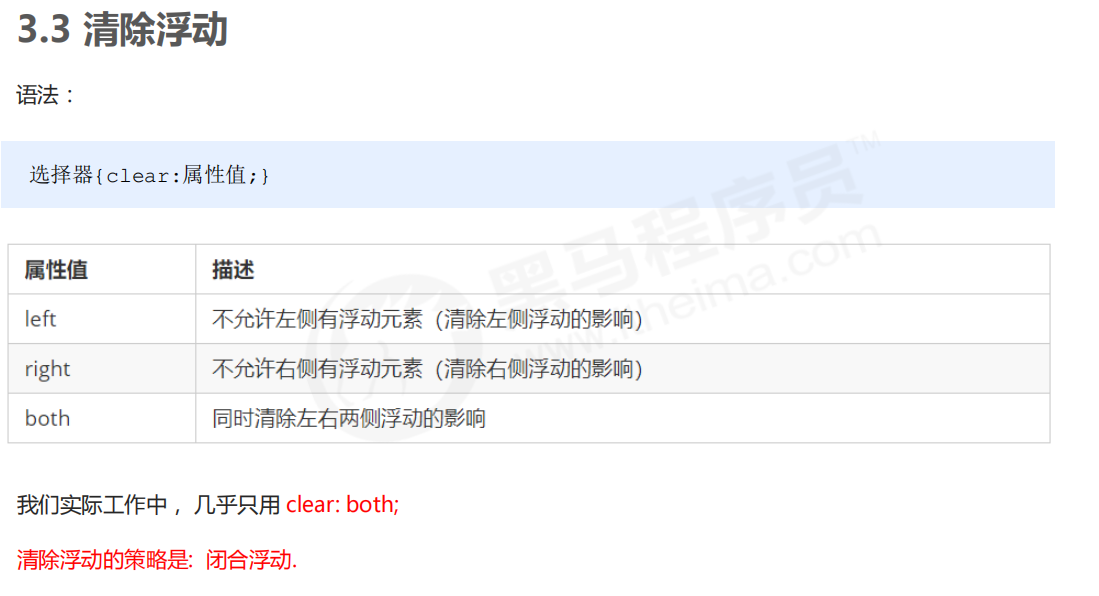 3.3 清除浮动
语法：
选择器{clear:属性值;}
属性值 描述
left 不允许左侧有浮动元素（清除左侧浮动的影响）
right 不允许右侧有浮动元素（清除右侧浮动的影响）
both 同时清除左右两侧浮动的影响
我们实际工作中， 几乎只用 clear: both;
清除浮动的策略是: 闭合浮动.
黑马程序员™
www.itheima.com